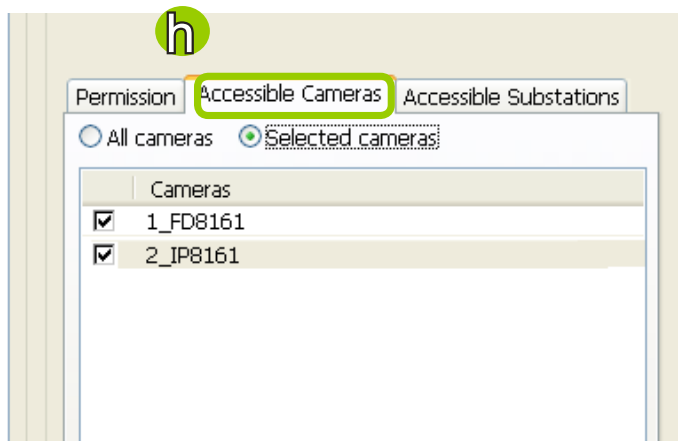 h
Permission Accessible Cameras Accessible Substations
All cameras Selected cameras
Cameras
1_FD8161
2_IP8161